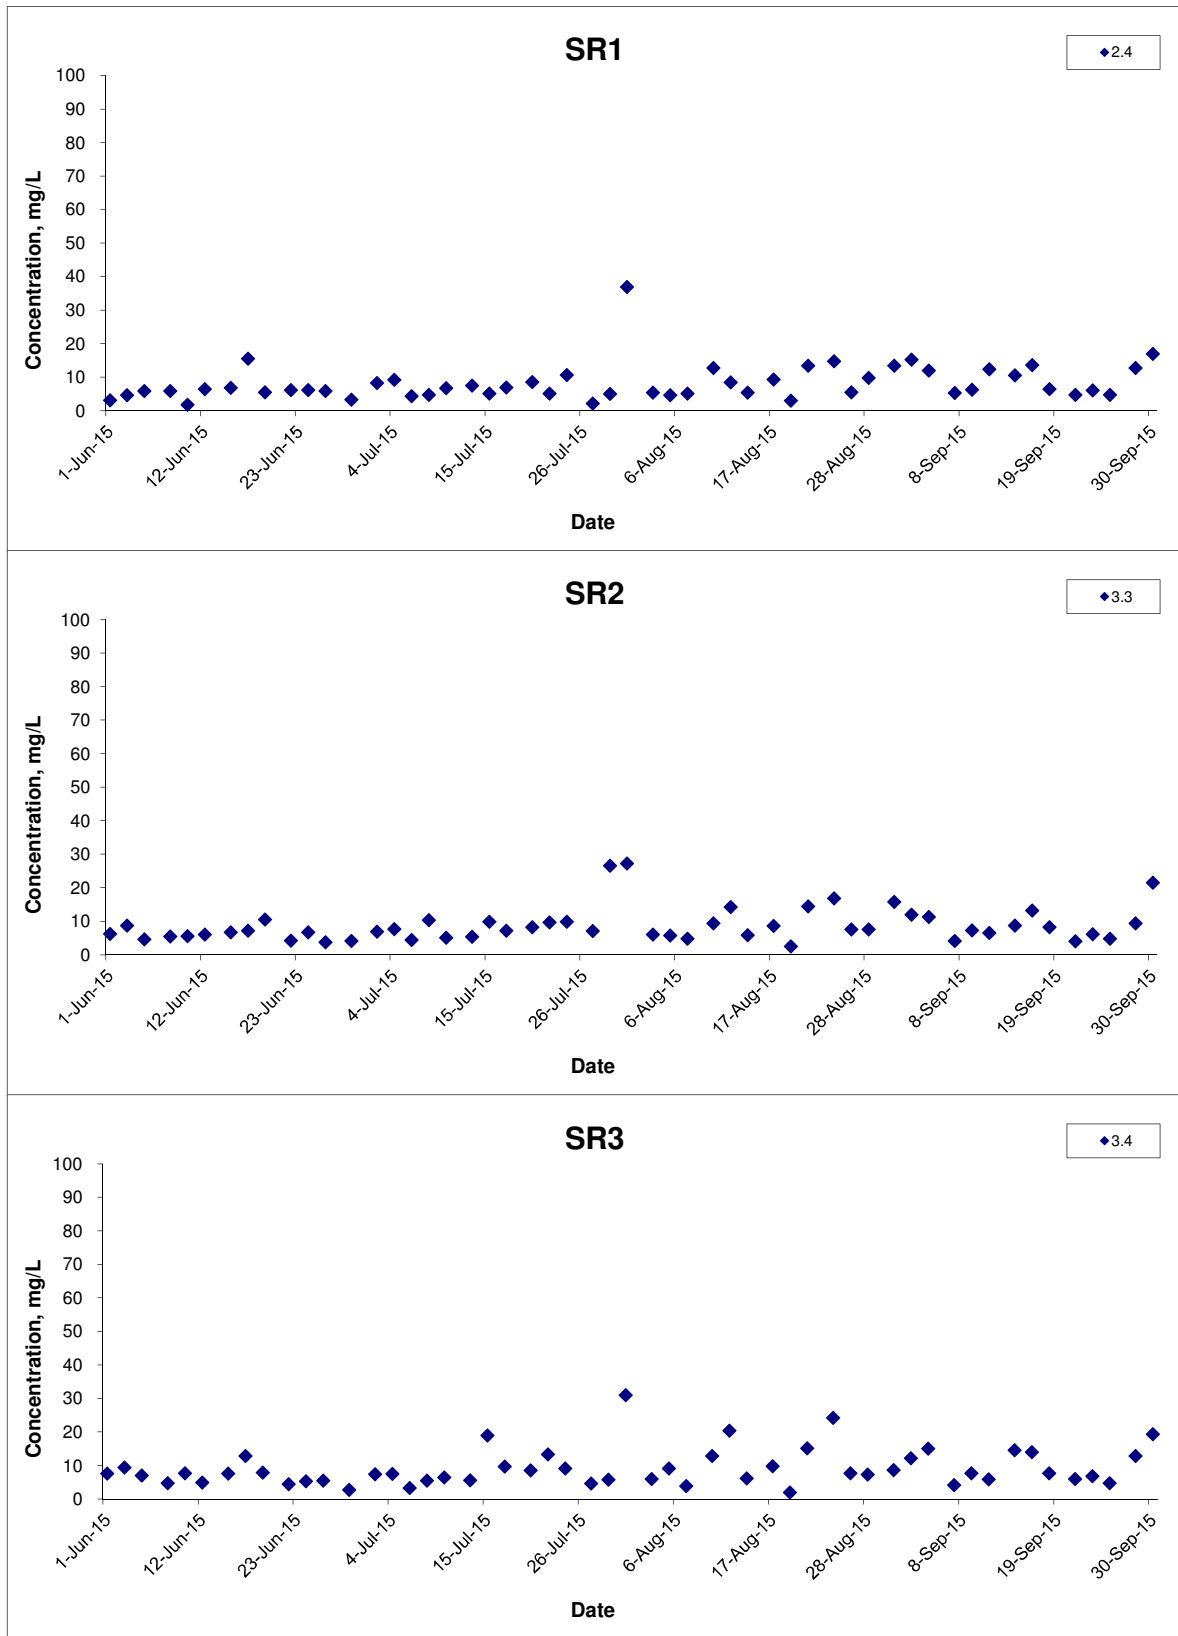 SR1
2.4
100
90
80
70
60
50
40
30
20
10
0
Concentration, mg/L
1-Jun-15
12-Jun-15
23-Jun-15
4-Jul-15
15-Jul-15
26-Jul-15
6-Aug-15
17-Aug-15
28-Aug-15
8-Sep-15
19-Sep-15
30-Sep-15
Date
SR2
3.3
100
90
80
70
60
50
40
30
20
10
0
Concentration, mg/L
1-Jun-15
12-Jun-15
23-Jun-15
4-Jul-15
15-Jul-15
26-Jul-15
6-Aug-15
17-Aug-15
28-Aug-15
8-Sep-15
19-Sep-15
30-Sep-15
Date
SR3
3.4
100
90
80
70
60
50
40
30
20
10
0
Concentration, mg/L
1-Jun-15
12-Jun-15
23-Jun-15
4-Jul-15
15-Jul-15
26-Jul-15
6-Aug-15
17-Aug-15
28-Aug-15
8-Sep-15
19-Sep-15
30-Sep-15
Date